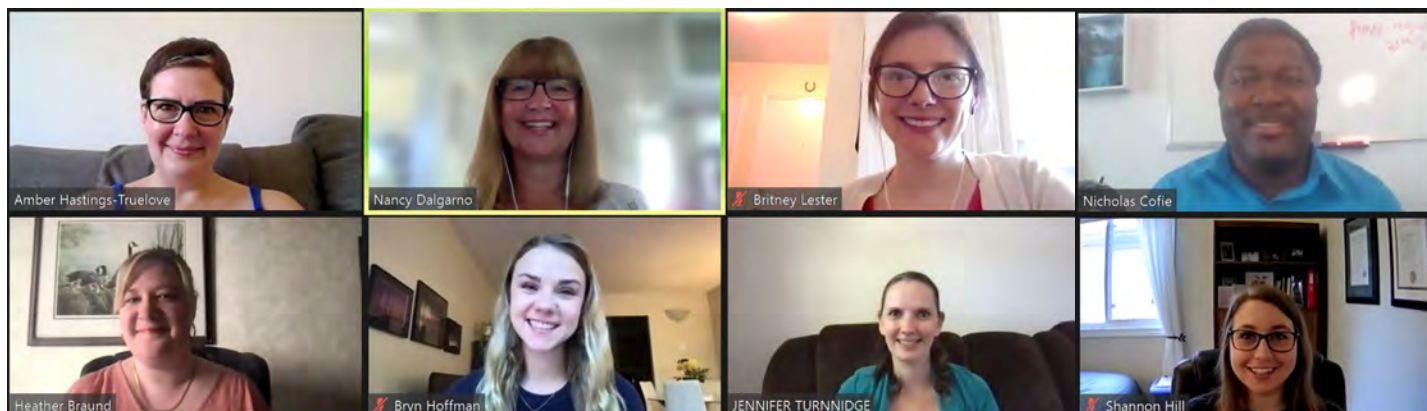 Amber Hastings-Truelove
Nancy Dalgarno
Britney Lester
Nicholas Cofie
Heather Braund
Bryn Hoffman
JENNIFER TURNNIDGE
Shannon Hill